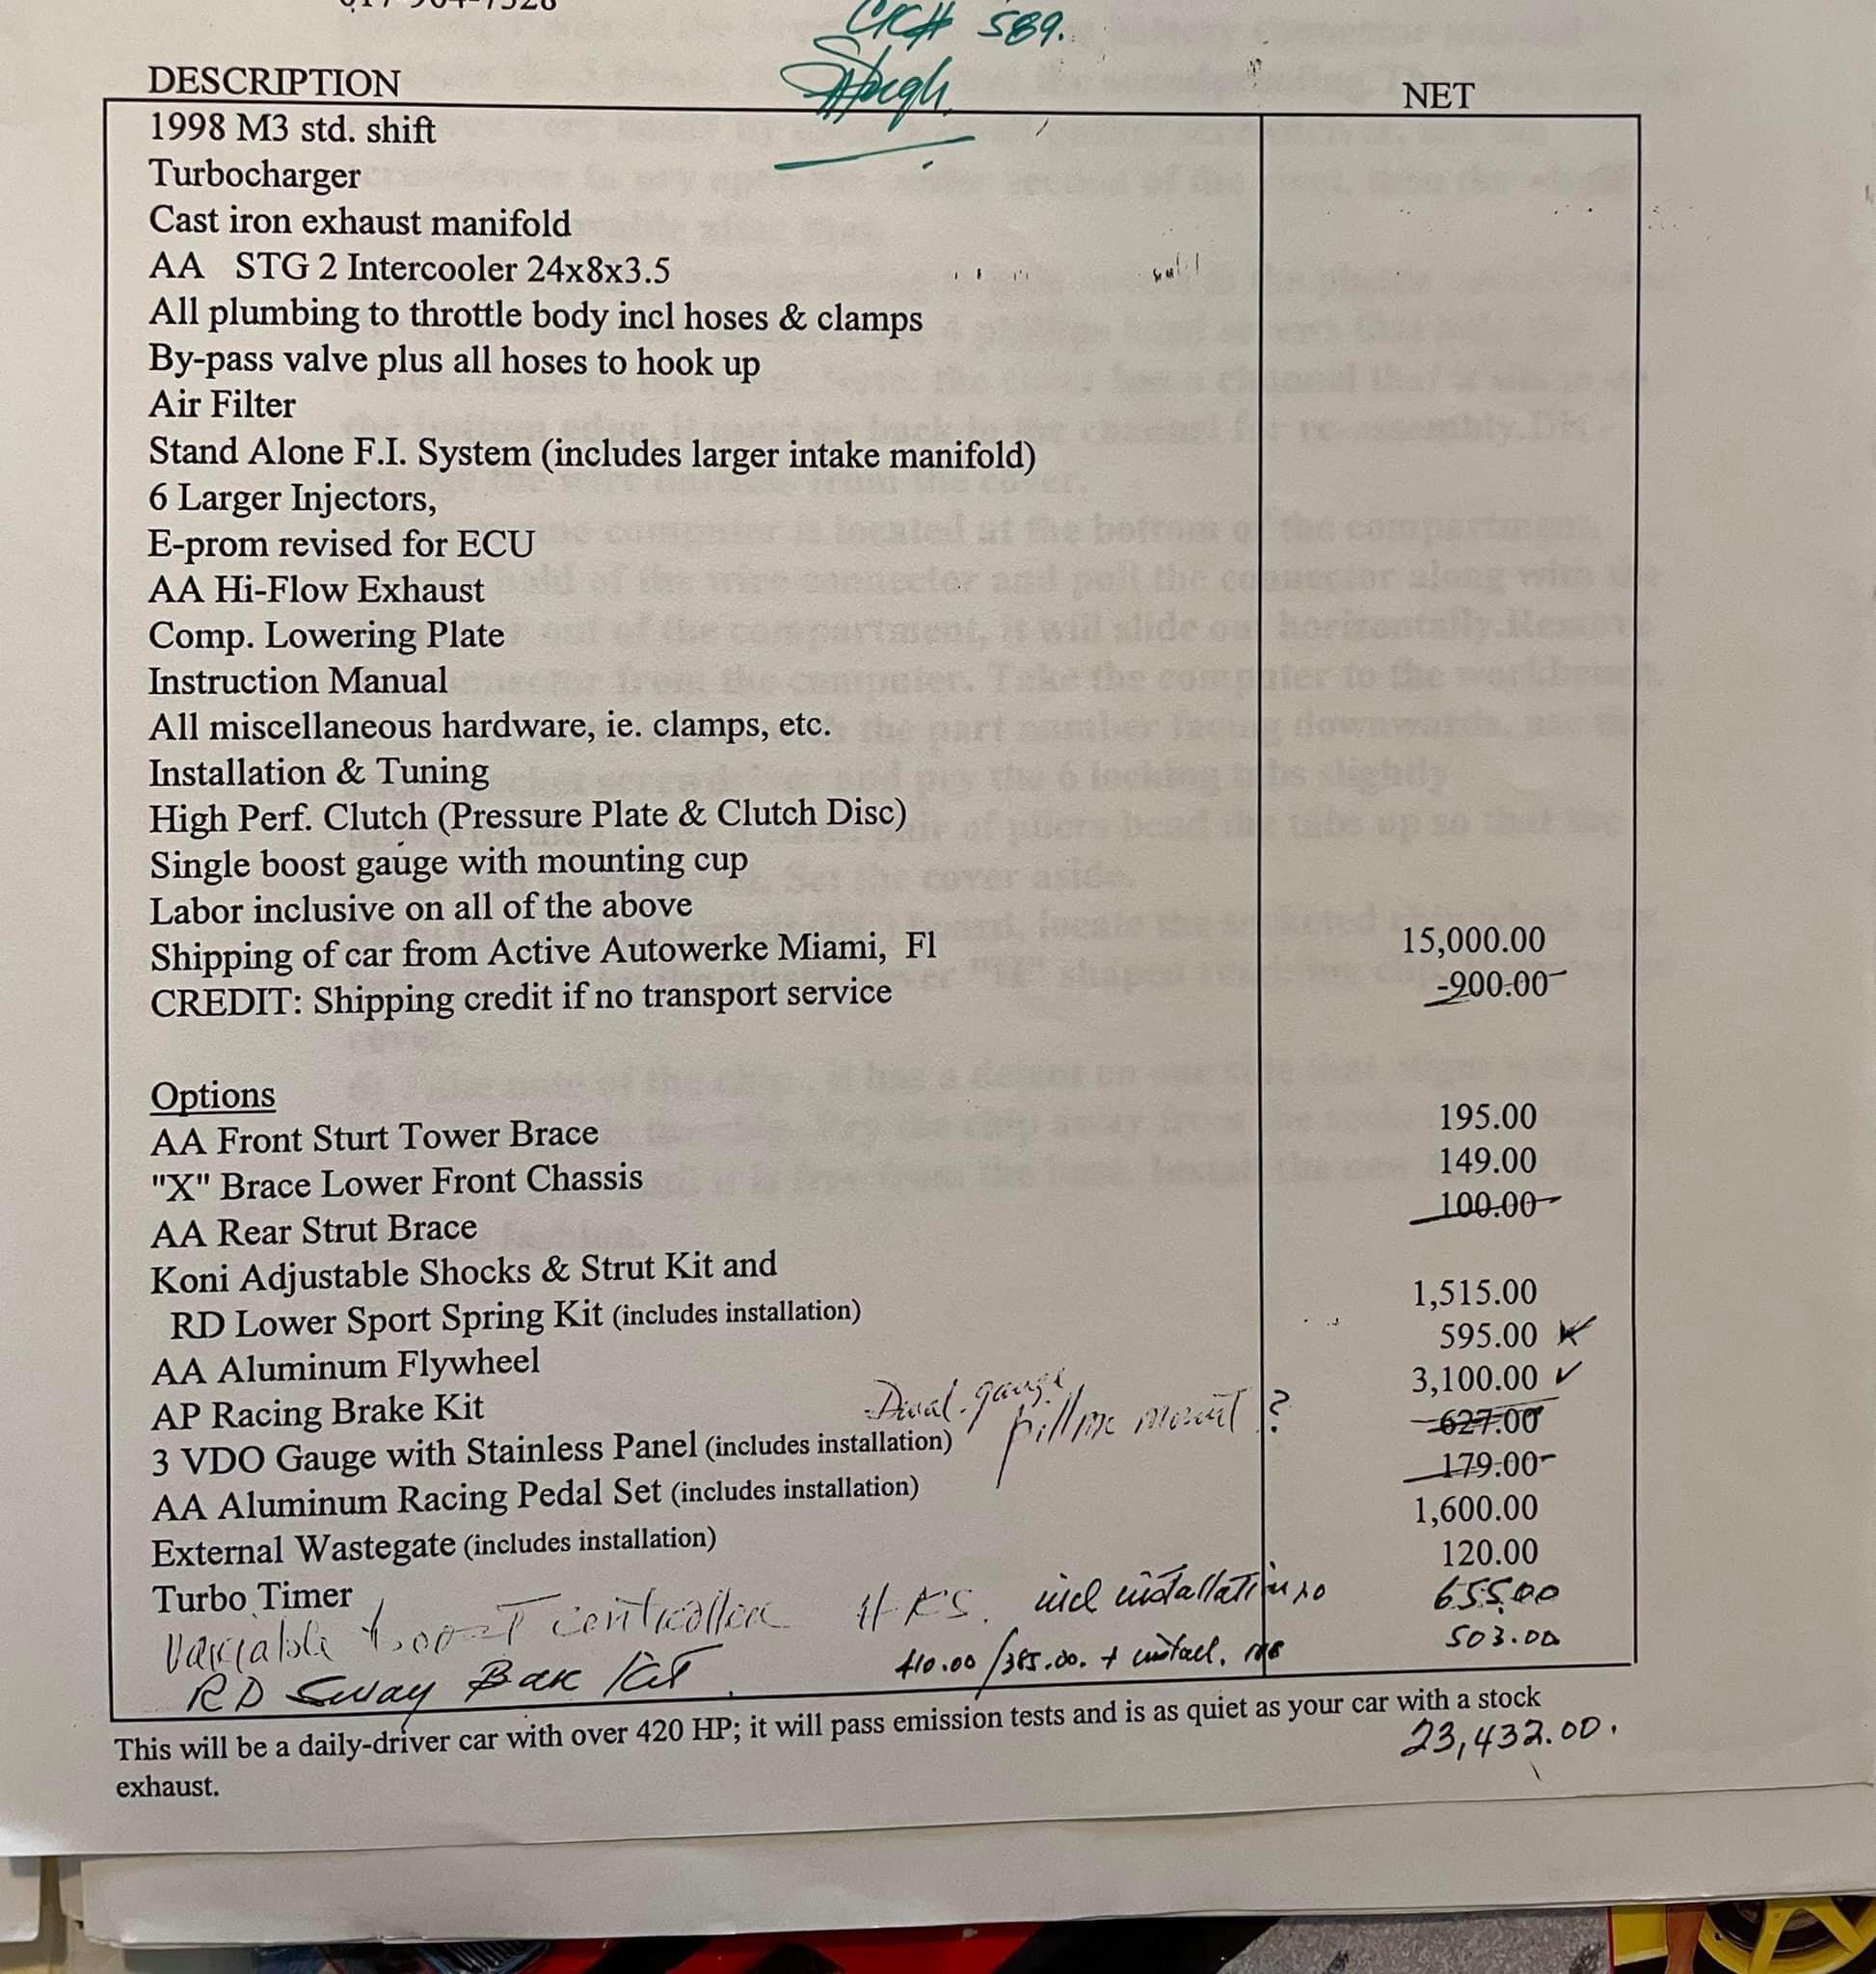 CK# 589.
DESCRIPTION
NET
1998 M3 std. shift
Turbocharger
Cast iron exhaust manifold
AA STG 2 Intercooler 24x8x3.5
All plumbing to throttle body incl hoses & clamps
By-pass valve plus all hoses to hook up
Air Filter
Stand Alone F.I. System (includes larger intake manifold)
6 Larger Injectors,
E-prom revised for ECU
AA Hi-Flow Exhaust
Comp. Lowering Plate
Instruction Manual
All miscellaneous hardware, ie. clamps, etc.
Installation & Tuning
High Perf. Clutch (Pressure Plate & Clutch Disc)
Single boost gauge with mounting cup
Labor inclusive on all of the above
Shipping of car from Active Autowerke Miami, Fl 15,000.00
CREDIT: Shipping credit if no transport service -900.00
Options
AA Front Sturt Tower Brace 195.00
"X" Brace Lower Front Chassis 149.00
AA Rear Strut Brace 100.00
Koni Adjustable Shocks & Strut Kit and
RD Lower Sport Spring Kit (includes installation) 1,515.00
AA Aluminum Flywheel 595.00
AP Racing Brake Kit 3,100.00 ✓
Dual gauge
pillar mount ?
3 VDO Gauge with Stainless Panel (includes installation) 627.00
AA Aluminum Racing Pedal Set (includes installation) 179.00
External Wastegate (includes installation) 1,600.00
Turbo Timer 120.00
Variable boost controller HKS. incl installation 655.00
RD Sway Bar Kit. 410.00/385.00. + install. 503.00
This will be a daily-driver car with over 420 HP; it will pass emission tests and is as quiet as your car with a stock
exhaust.
23,432.00.